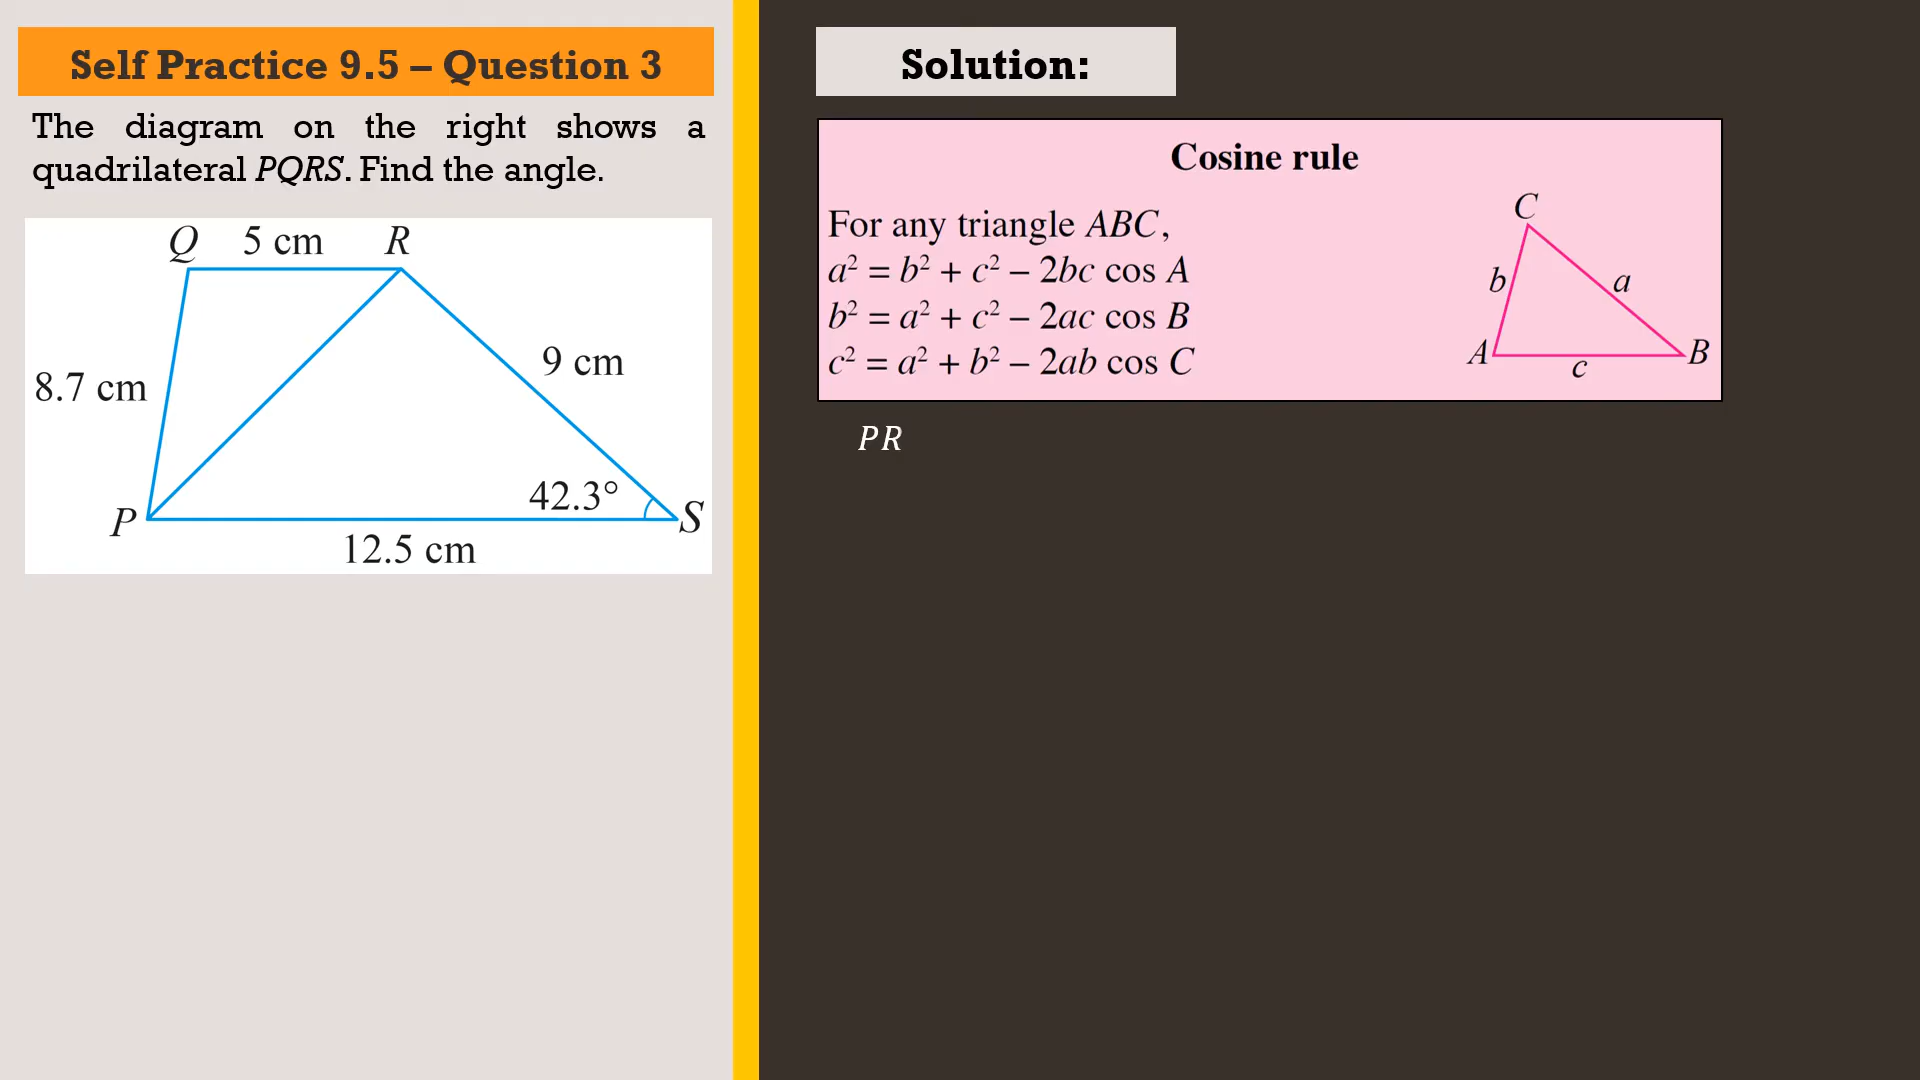 Self Practice 9.5 – Question 3
The diagram on the right shows a
quadrilateral PQRS. Find the angle.
Q 5 cm R
9 cm
8.7 cm
42.3°
P S
12.5 cm
Solution:
Cosine rule
For any triangle ABC,
a² = b² + c² – 2bc cos A
b² = a² + c² – 2ac cos B
c² = a² + b² – 2ab cos C
C
b a
A B
c
PR